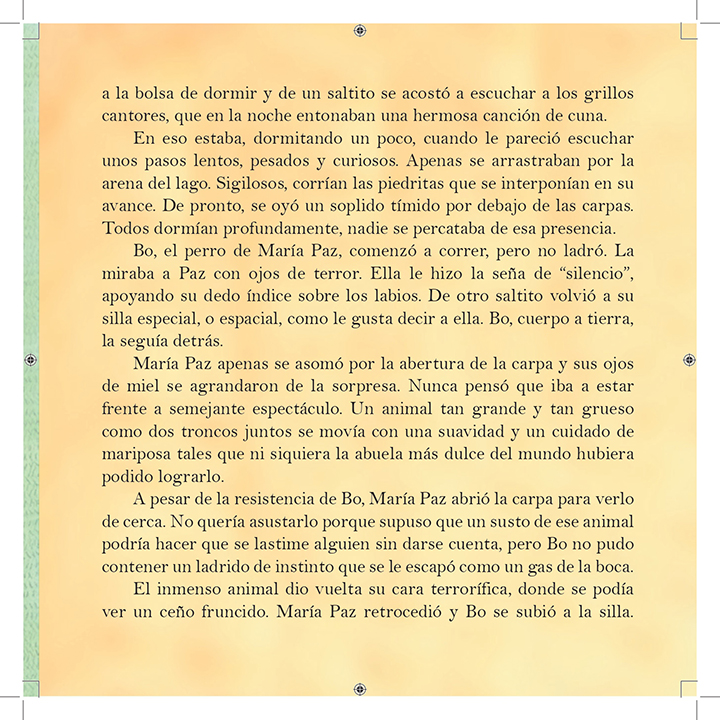 a la bolsa de dormir y de un saltito se acostó a escuchar a los grillos
cantores, que en la noche entonaban una hermosa canción de cuna.
En eso estaba, dormitando un poco, cuando le pareció escuchar
unos pasos lentos, pesados y curiosos. Apenas se arrastraban por la
arena del lago. Sigilosos, corrían las piedritas que se interponían en su
avance. De pronto, se oyó un soplido tímido por debajo de las carpas.
Todos dormían profundamente, nadie se percataba de esa presencia.
Bo, el perro de María Paz, comenzó a correr, pero no ladró. La
miraba a Paz con ojos de terror. Ella le hizo la seña de “silencio”,
apoyando su dedo índice sobre los labios. De otro saltito volvió a su
silla especial, o espacial, como le gusta decir a ella. Bo, cuerpo a tierra,
la seguía detrás.
María Paz apenas se asomó por la abertura de la carpa y sus ojos
de miel se agrandaron de la sorpresa. Nunca pensó que iba a estar
frente a semejante espectáculo. Un animal tan grande y tan grueso
como dos troncos juntos se movía con una suavidad y un cuidado de
mariposa tales que ni siquiera la abuela más dulce del mundo hubiera
podido lograrlo.
A pesar de la resistencia de Bo, María Paz abrió la carpa para verlo
de cerca. No quería asustarlo porque supuso que un susto de ese animal
podría hacer que se lastime alguien sin darse cuenta, pero Bo no pudo
contener un ladrido de instinto que se le escapó como un gas de la boca.
El inmenso animal dio vuelta su cara terrorífica, donde se podía
ver un ceño fruncido. María Paz retrocedió y Bo se subió a la silla.